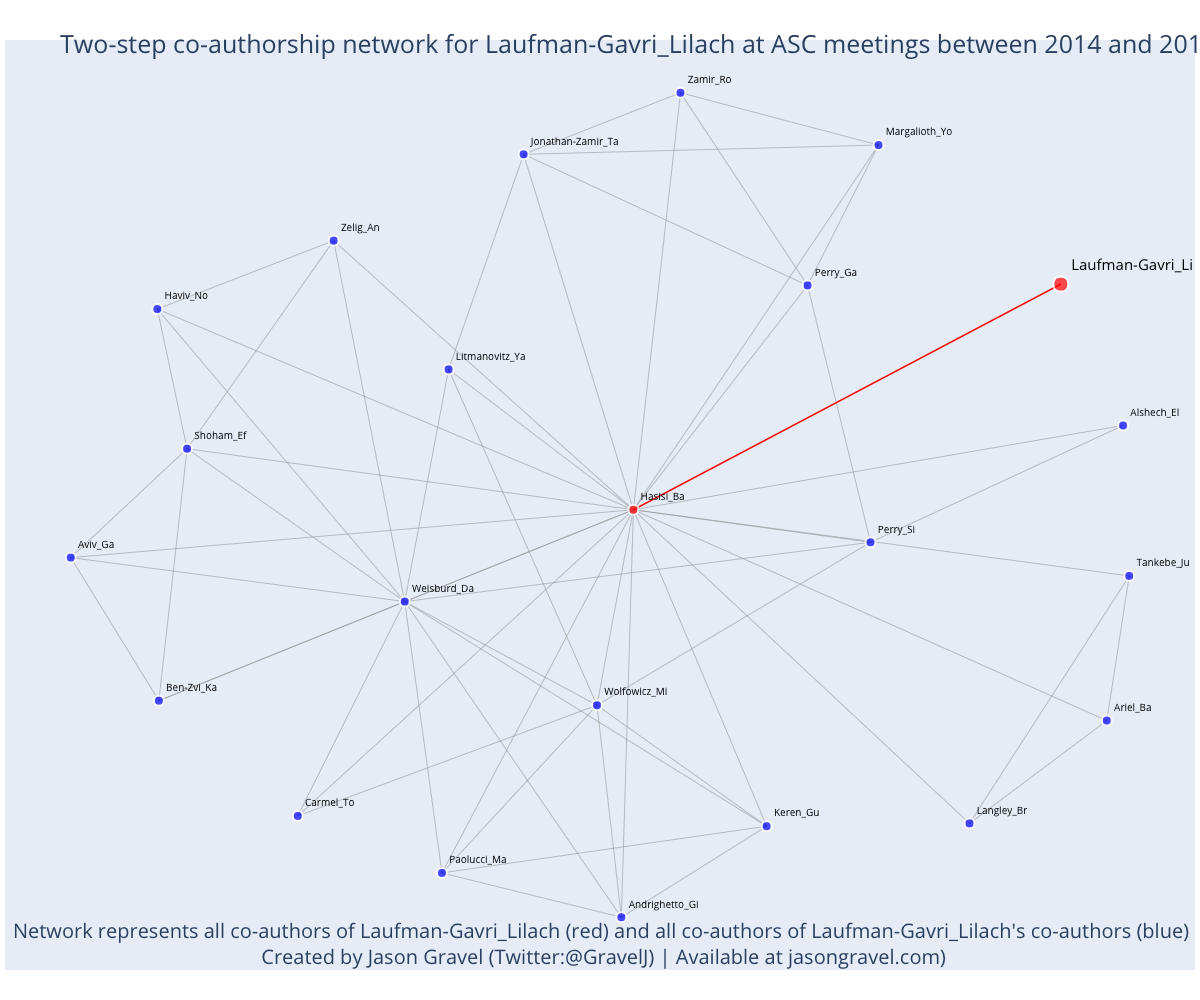 Two-step co-authorship network for Laufman-Gavri_Lilach at ASC meetings between 2014 and 201
Zamir_Ro
Margalioth_Yo
Jonathan-Zamir_Ta
Zelig_An
Laufman-Gavri_Li
Perry_Ga
Haviv_No
Litmanovitz_Ya
Alshech_El
Shoham_Ef
Hasisi_Ba
Perry_Si
Aviv_Ga
Tankebe_Ju
Weisburd_Da
Ben-Zvi_Ka
Wolfowicz_Mi
Ariel_Ba
Carmel_To
Keren_Gu
Langley_Br
Paolucci_Ma
Andrighetto_Gi
Network represents all co-authors of Laufman-Gavri_Lilach (red) and all co-authors of Laufman-Gavri_Lilach's co-authors (blue)
Created by Jason Gravel (Twitter:@GravelJ) | Available at jasongravel.com)